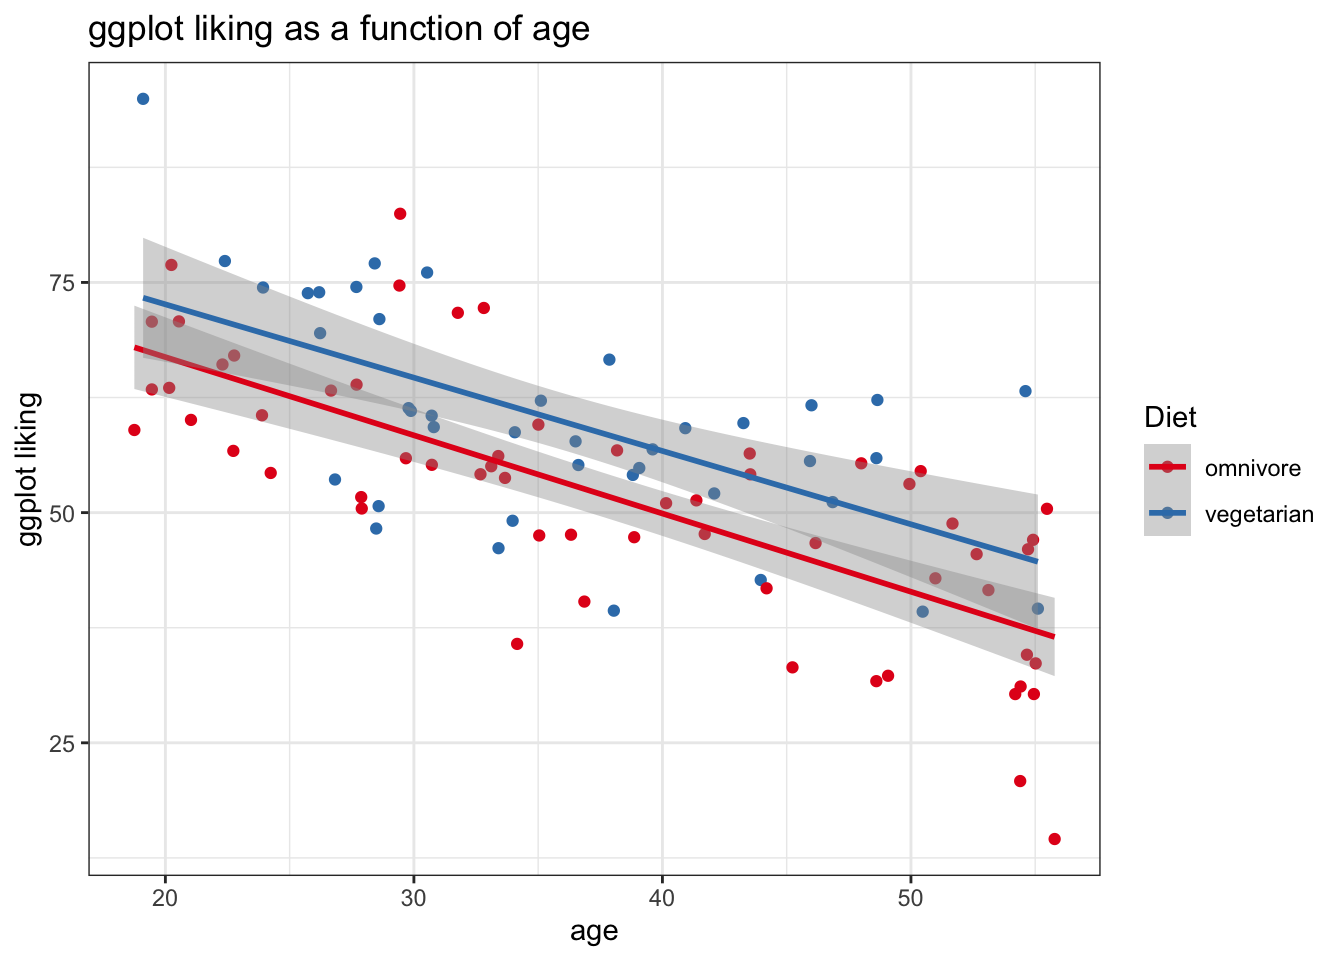 ggplot liking as a function of age
ggplot liking
75
50
25
20 30 40 50
age
Diet
omnivore
vegetarian